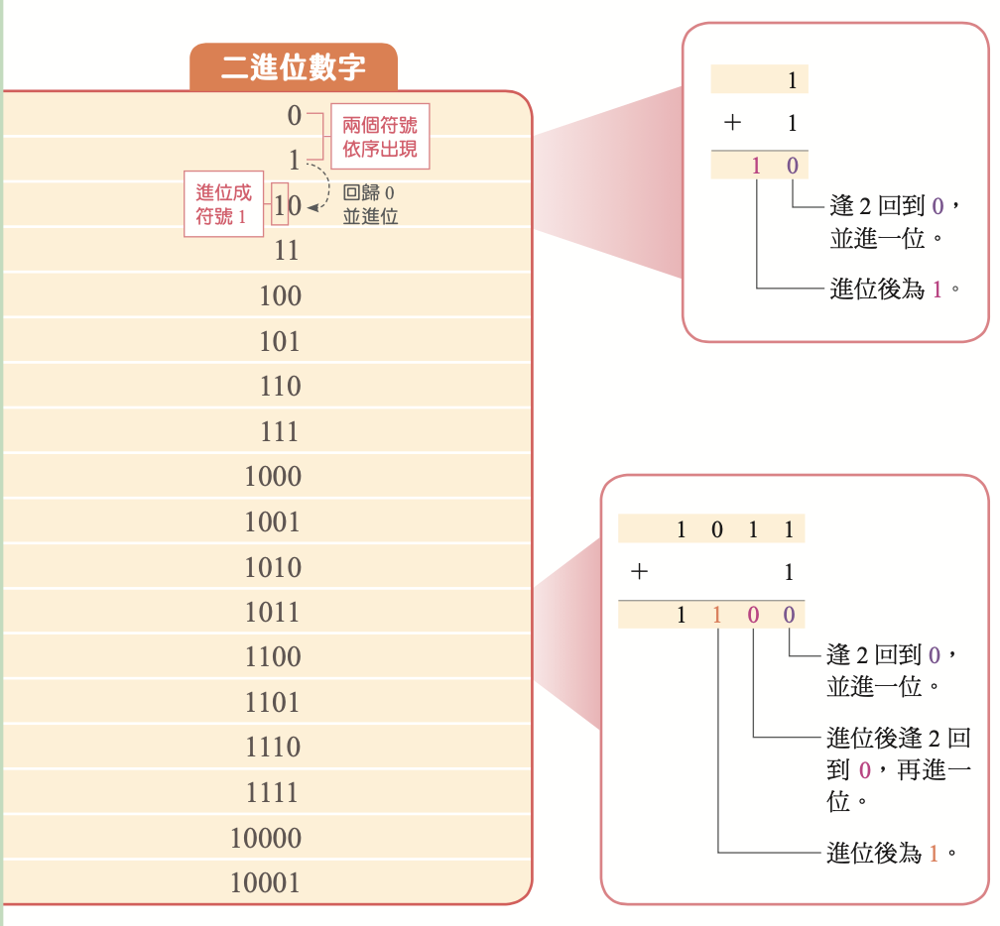 二進位數字
0
1
10
11
100
101
110
111
1000
1001
1010
1011
1100
1101
1110
1111
10000
10001
兩個符號
依序出現
進位成
符號 1
回歸 0
並進位
1
+ 1
1 0
逢 2 回到 0，
並進一位。
進位後為 1。
1 0 1 1
+ 1
1 1 0 0
逢 2 回到 0，
並進一位。
進位後逢 2 回
到 0，再進一
位。
進位後為 1。